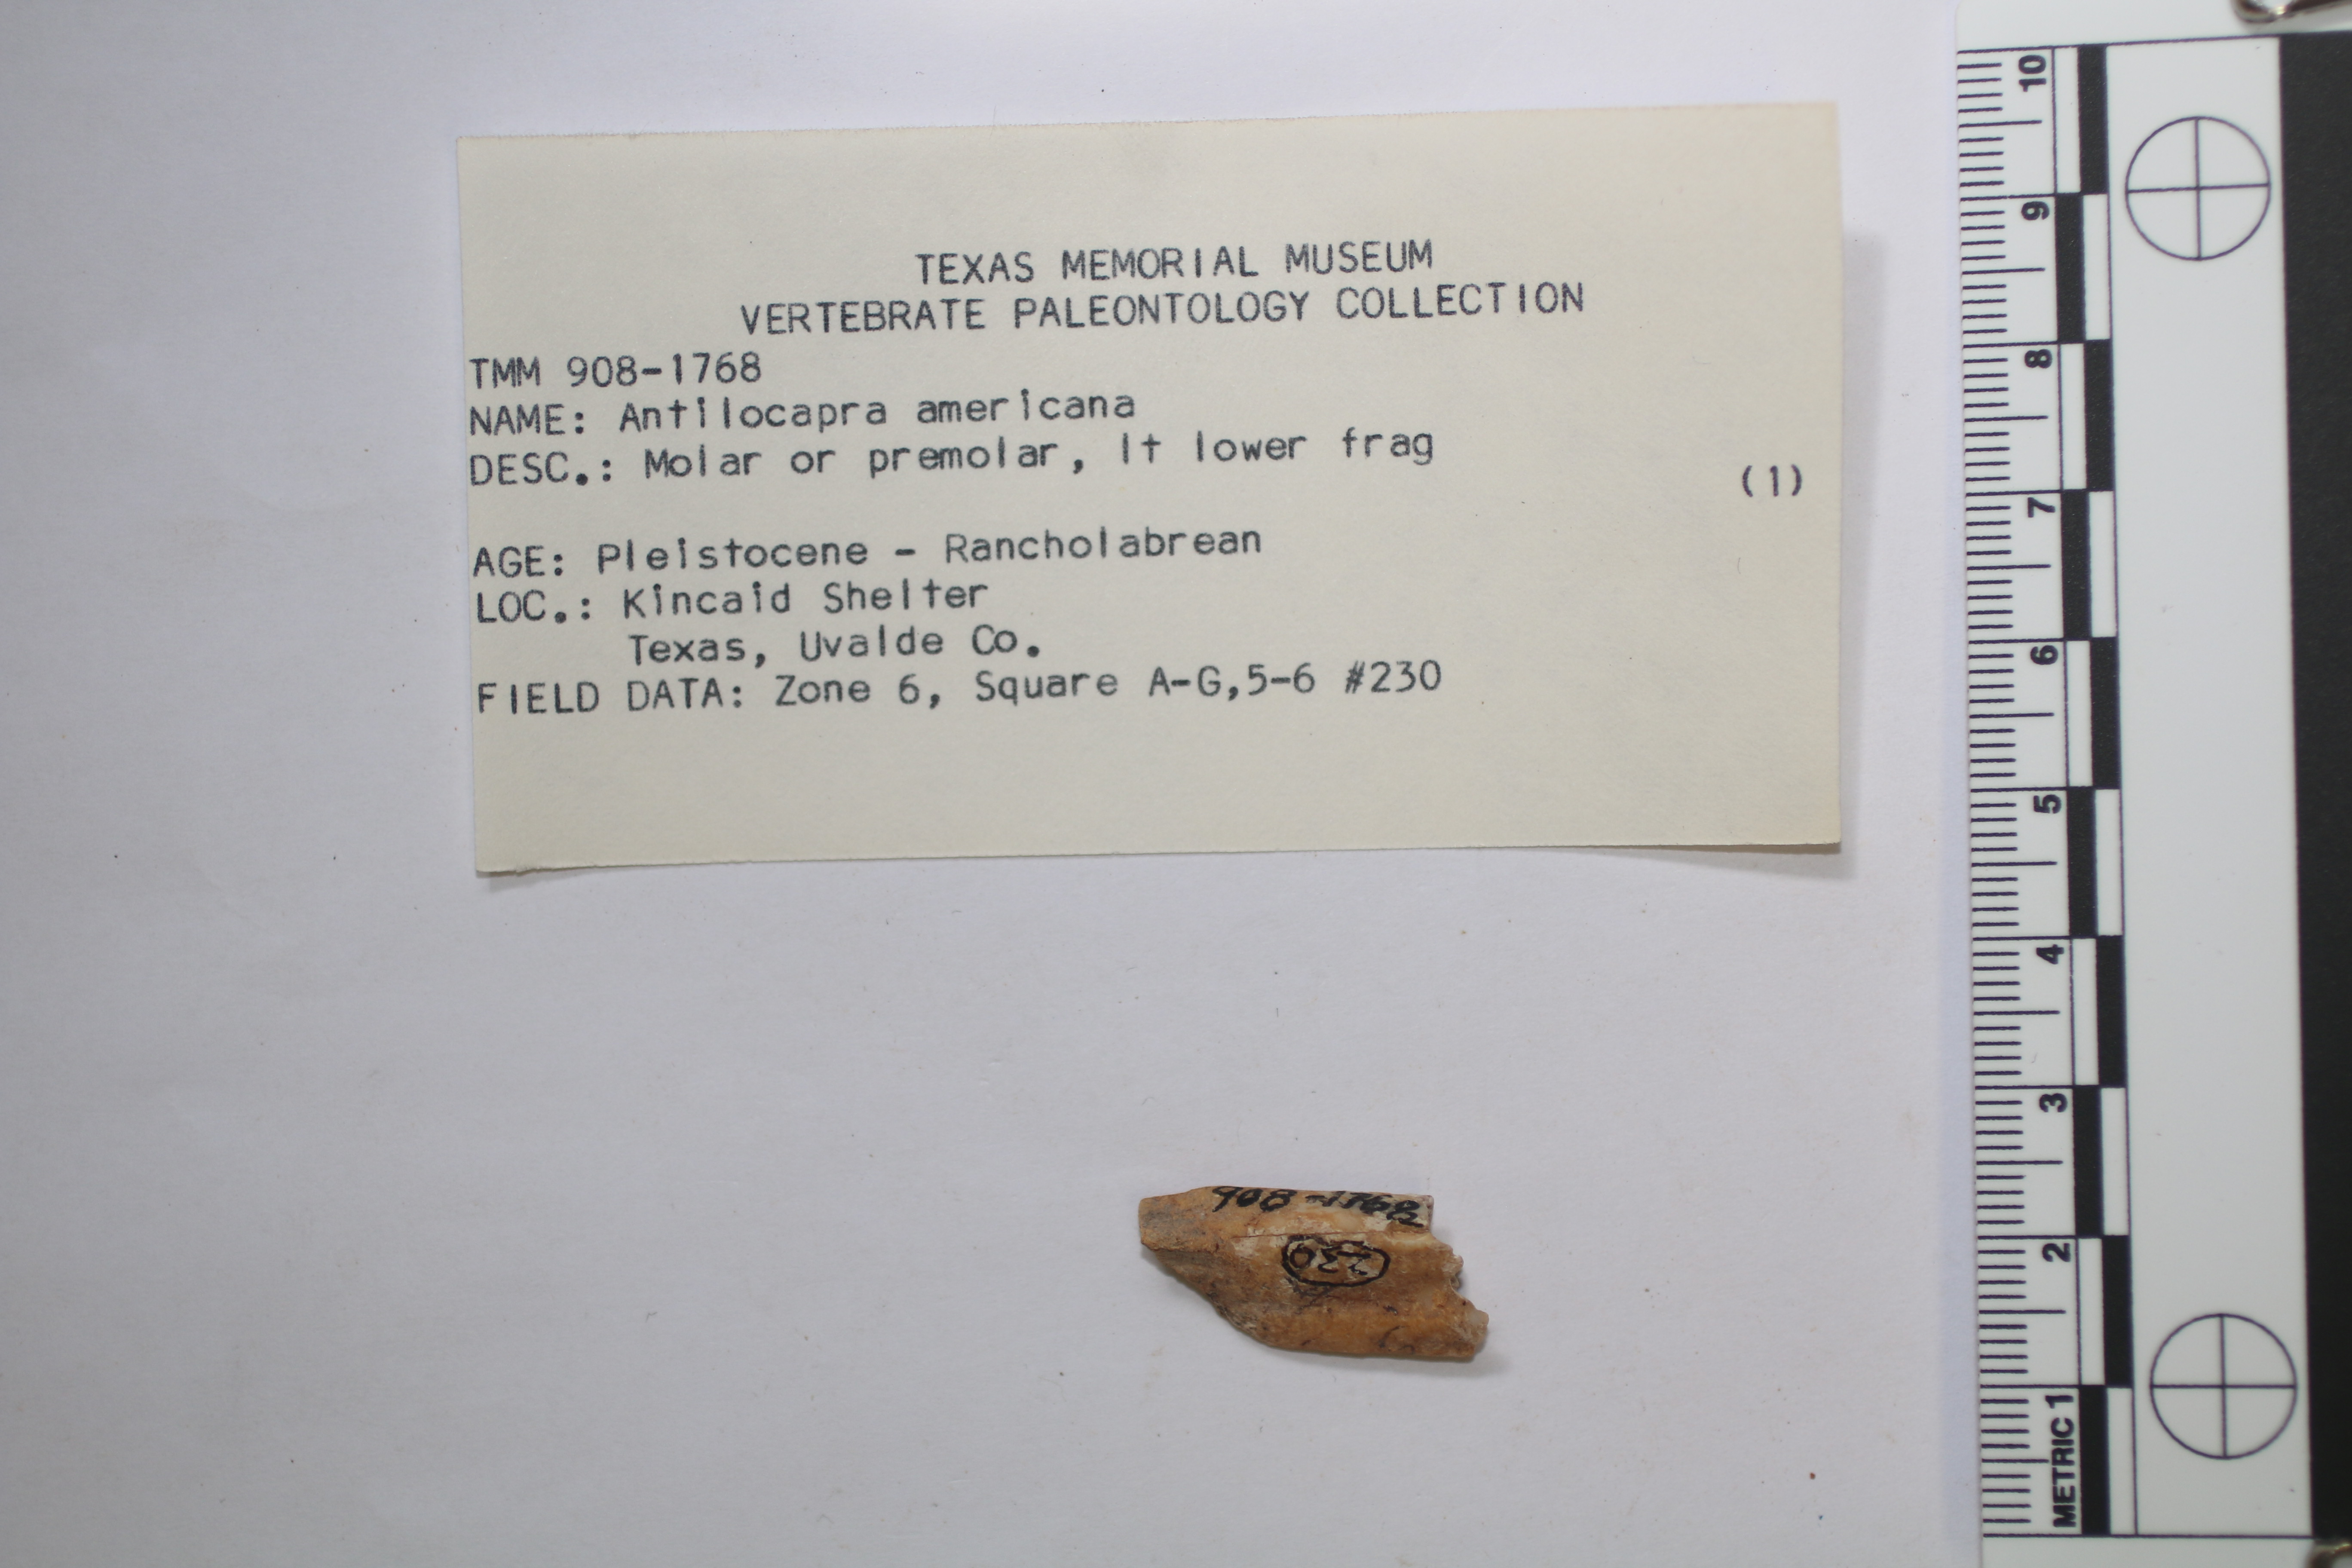 TEXAS MEMORIAL MUSEUM
VERTEBRATE PALEONTOLOGY COLLECTION
TMM 908-1768
NAME: Antilocapra americana
DESC.: Molar or premolar, lt lower frag
(1)
AGE: Pleistocene - Rancholabrean
LOC.: Kincaid Shelter
Texas, Uvalde Co.
FIELD DATA: Zone 6, Square A-G,5-6 #230
908-1768
230
10
9
8
7
6
5
4
3
2
METRIC 1